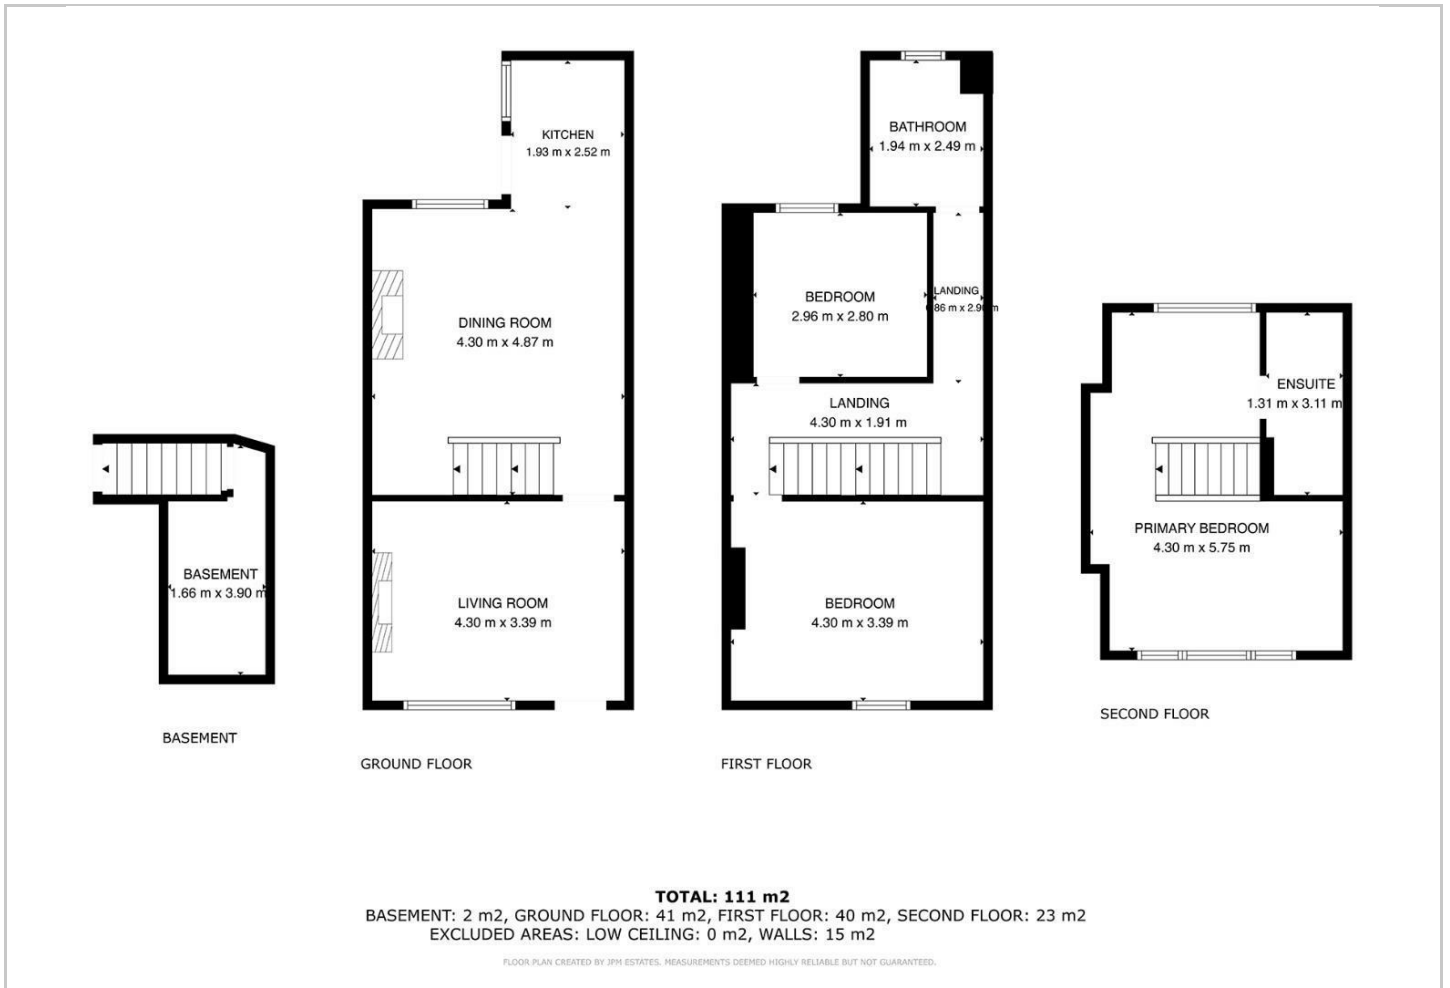 KITCHEN
1.93 m x 2.52 m
DINING ROOM
4.30 m x 4.87 m
LIVING ROOM
4.30 m x 3.39 m
BASEMENT
1.66 m x 3.90 m
BASEMENT
GROUND FLOOR
BATHROOM
1.94 m x 2.49 m
BEDROOM
2.96 m x 2.80 m
LANDING
LANDING
4.30 m x 1.91 m
BEDROOM
4.30 m x 3.39 m
FIRST FLOOR
ENSUITE
1.31 m x 3.11 m
PRIMARY BEDROOM
4.30 m x 5.75 m
SECOND FLOOR
TOTAL: 111 m2
BASEMENT: 2 m2, GROUND FLOOR: 41 m2, FIRST FLOOR: 40 m2, SECOND FLOOR: 23 m2
EXCLUDED AREAS: LOW CEILING: 0 m2, WALLS: 15 m2
FLOOR PLAN CREATED BY JPM ESTATES. MEASUREMENTS DEEMED HIGHLY RELIABLE BUT NOT GUARANTEED.